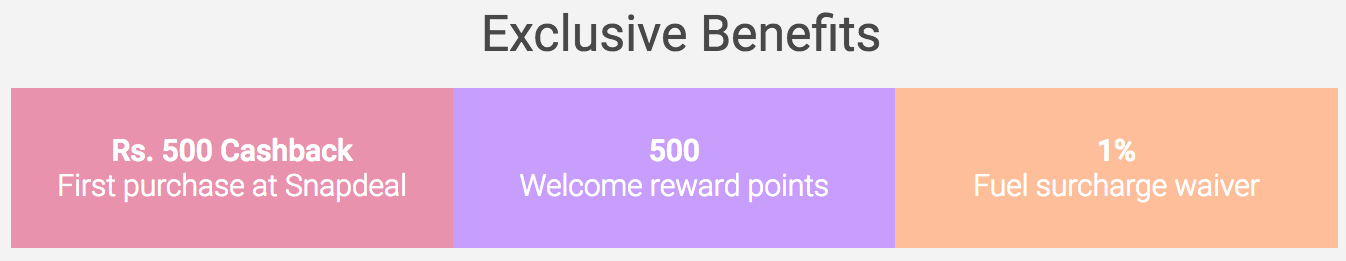 Exclusive Benefits
Rs. 500 Cashback
First purchase at Snapdeal
500
Welcome reward points
1%
Fuel surcharge waiver